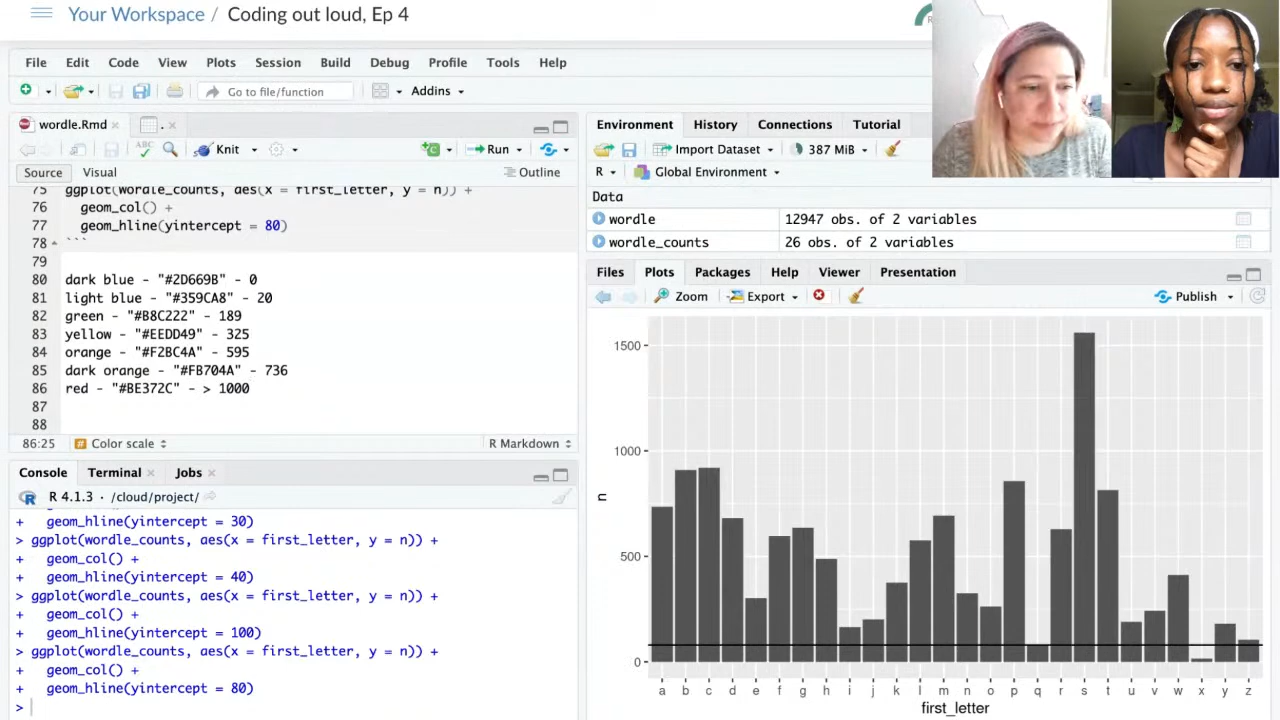 Your Workspace / Coding out loud, Ep 4
File Edit Code View Plots Session Build Debug Profile Tools Help
Go to file/function Addins
wordle.Rmd .
Knit Run
Source Visual Outline
75 ggplot(wordle_counts, aes(x = first_letter, y = n)) +
76 geom_col() +
77 geom_hline(yintercept = 80)
78 ```
79
80 dark blue - "#2D669B" - 0
81 light blue - "#359CA8" - 20
82 green - "#B8C222" - 189
83 yellow - "#EEDD49" - 325
84 orange - "#F2BC4A" - 595
85 dark orange - "#FB704A" - 736
86 red - "#BE372C" - > 1000
87
88
86:25 # Color scale R Markdown
Console Terminal Jobs
R R 4.1.3 · /cloud/project/
+ geom_hline(yintercept = 30)
> ggplot(wordle_counts, aes(x = first_letter, y = n)) +
+ geom_col() +
+ geom_hline(yintercept = 40)
> ggplot(wordle_counts, aes(x = first_letter, y = n)) +
+ geom_col() +
+ geom_hline(yintercept = 100)
> ggplot(wordle_counts, aes(x = first_letter, y = n)) +
+ geom_col() +
+ geom_hline(yintercept = 80)
>
Environment History Connections Tutorial
Import Dataset 387 MiB
R Global Environment
Data
wordle 12947 obs. of 2 variables
wordle_counts 26 obs. of 2 variables
Files Plots Packages Help Viewer Presentation
Zoom Export Publish
1500
1000
500
0
n
a b c d e f g h i j k l m n o p q r s t u v w x y z
first_letter